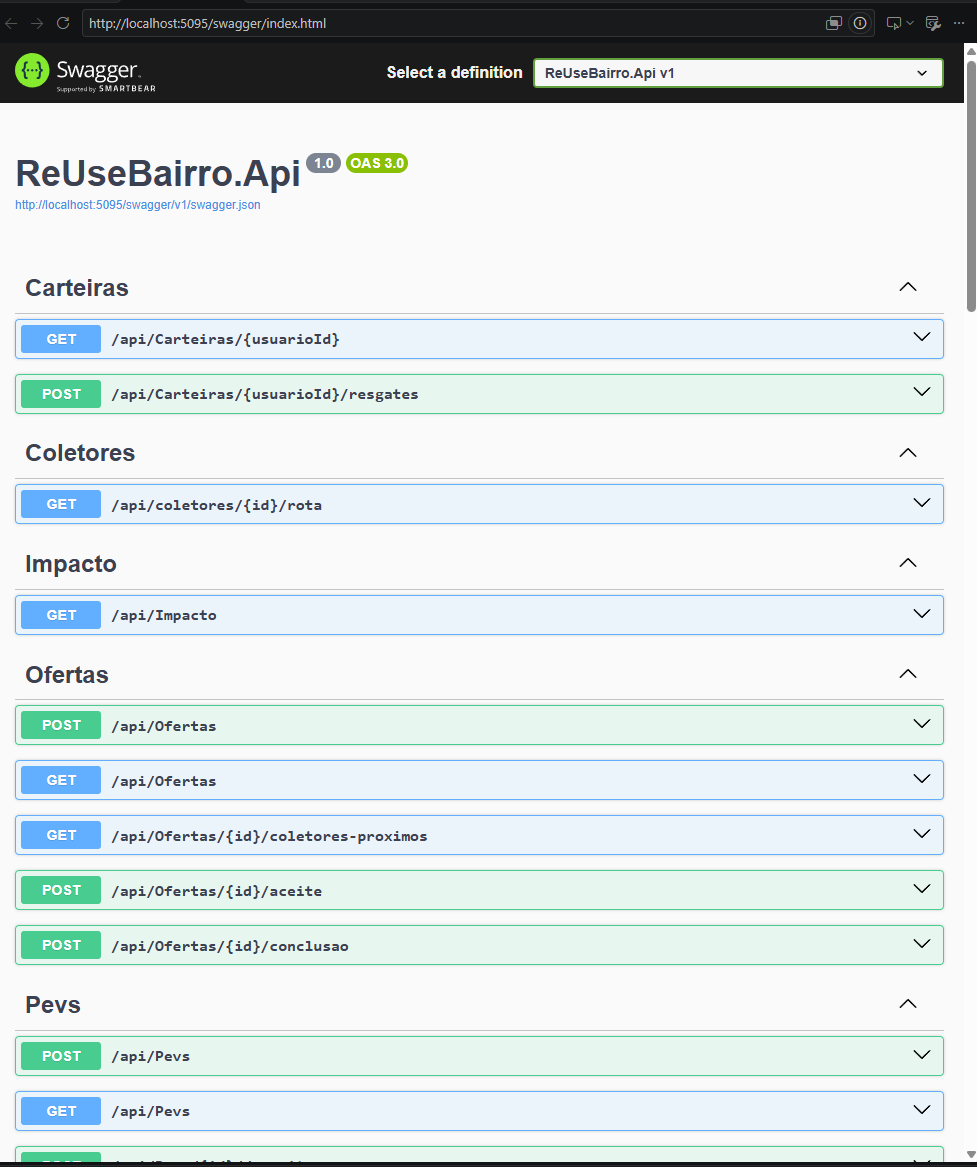 http://localhost:5095/swagger/index.html
{···} Swagger.
Supported by SMARTBEAR
Select a definition
ReUseBairro.Api v1
ReUseBairro.Api 1.0 OAS 3.0
http://localhost:5095/swagger/v1/swagger.json
Carteiras
GET /api/Carteiras/{usuarioId}
POST /api/Carteiras/{usuarioId}/resgates
Coletores
GET /api/coletores/{id}/rota
Impacto
GET /api/Impacto
Ofertas
POST /api/Ofertas
GET /api/Ofertas
GET /api/Ofertas/{id}/coletores-proximos
POST /api/Ofertas/{id}/aceite
POST /api/Ofertas/{id}/conclusao
Pevs
POST /api/Pevs
GET /api/Pevs